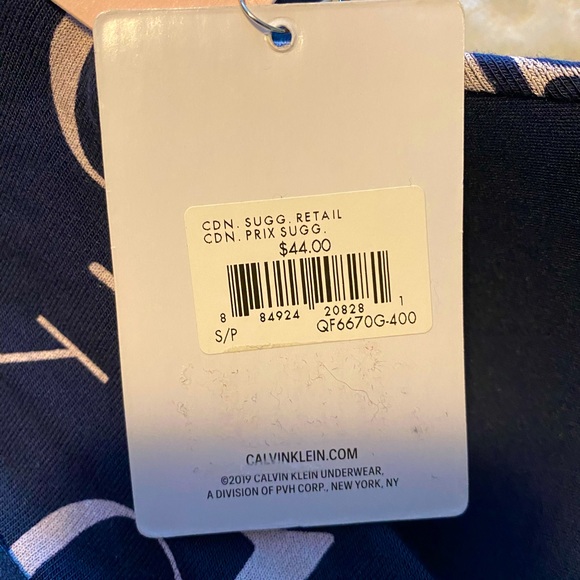 CDN. SUGG. RETAIL
CDN. PRIX SUGG.
$44.00
8 84924 20828 1
S/P QF6670G-400
CALVINKLEIN.COM
©2019 CALVIN KLEIN UNDERWEAR,
A DIVISION OF PVH CORP., NEW YORK, NY